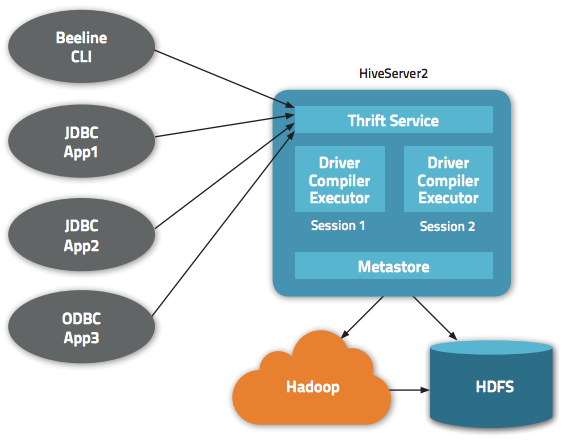 Beeline
CLI
JDBC
App1
JDBC
App2
ODBC
App3
HiveServer2
Thrift Service
Driver
Compiler
Executor
Session 1
Driver
Compiler
Executor
Session 2
Metastore
Hadoop
HDFS